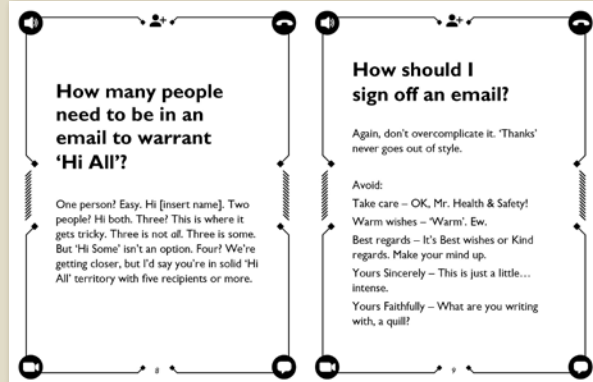 How many people
need to be in an
email to warrant
‘Hi All’?
One person? Easy. Hi [insert name]. Two
people? Hi both. Three? This is where it
gets tricky. Three is not all. Three is some.
But ‘Hi Some’ isn’t an option. Four? We’re
getting closer, but I’d say you’re in solid ‘Hi
All’ territory with five recipients or more.
8
How should I
sign off an email?
Again, don’t overcomplicate it. ‘Thanks’
never goes out of style.
Avoid:
Take care – OK, Mr. Health & Safety!
Warm wishes – ‘Warm’. Ew.
Best regards – It’s Best wishes or Kind
regards. Make your mind up.
Yours Sincerely – This is just a little…
intense.
Yours Faithfully – What are you writing
with, a quill?
9